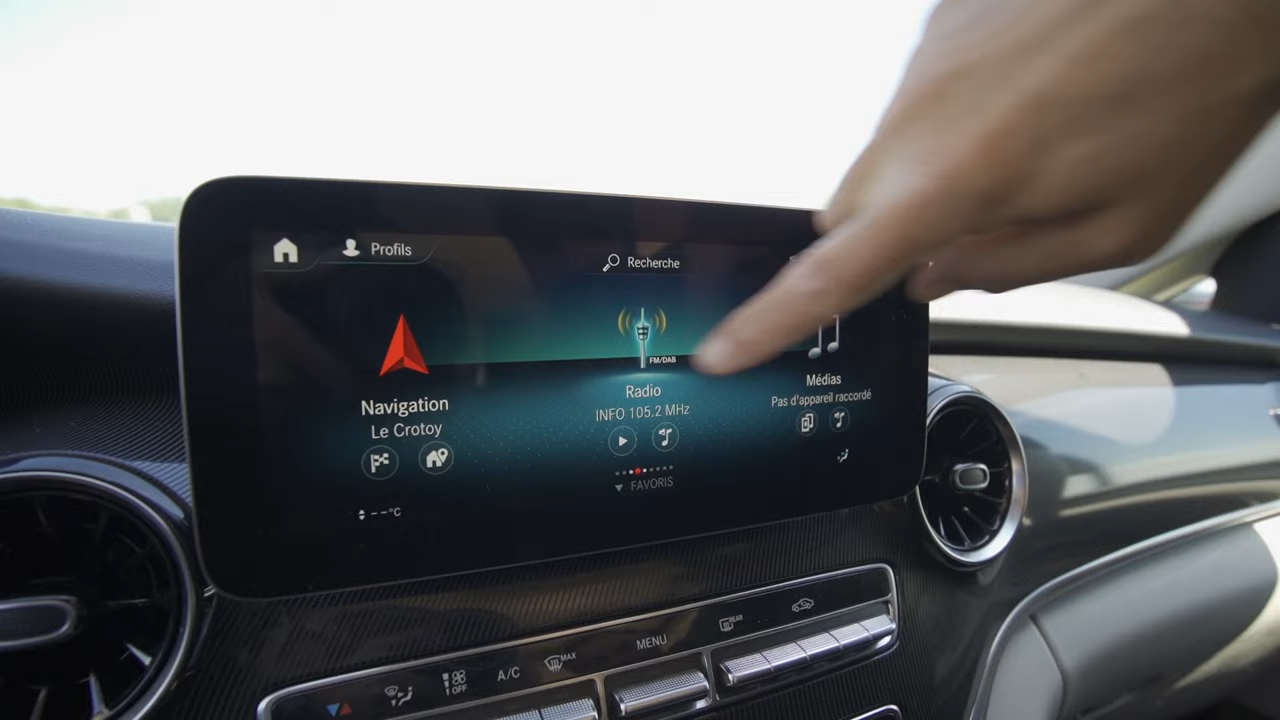 Profils
Recherche
FM/DAB
Navigation
Le Crotoy
Radio
INFO 105.2 MHz
Médias
Pas d'appareil raccordé
FAVORIS
--°C
MENU
REAR
A/C
MAX
OFF